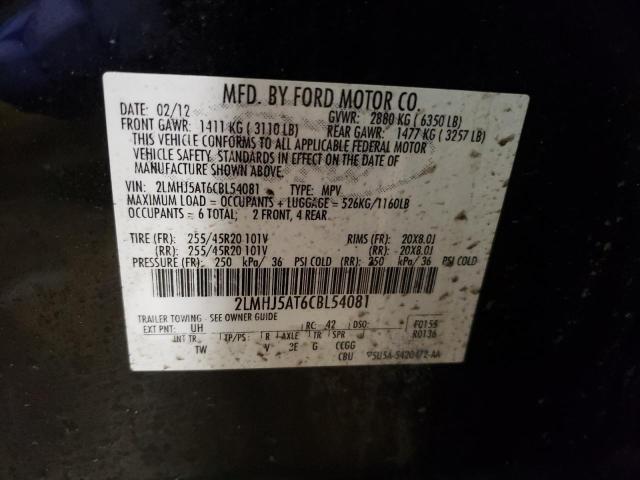 MFD. BY FORD MOTOR CO.
DATE: 02/12 GVWR: 2880 KG ( 6350 LB)
FRONT GAWR: 1411 KG ( 3110 LB) REAR GAWR: 1477 KG ( 3257 LB)
THIS VEHICLE CONFORMS TO ALL APPLICABLE FEDERAL MOTOR
VEHICLE SAFETY STANDARDS IN EFFECT ON THE DATE OF
MANUFACTURE SHOWN ABOVE.
VIN: 2LMHJ5AT6CBL54081 TYPE: MPV
MAXIMUM LOAD = OCCUPANTS + LUGGAGE = 526KG/1160LB
OCCUPANTS = 6 TOTAL; 2 FRONT, 4 REAR
TIRE (FR): 255/45R20 101V RIMS (FR): 20X8.0J
(RR): 255/45R20 101V (RR): 20X8.0J
PRESSURE (FR): 250 kPa/ 36 PSI COLD (RR): 250 kPa/ 36 PSI COLD
2LMHJ5AT6CBL54081
TRAILER TOWING - SEE OWNER GUIDE
EXT PNT: UH RC: 42 DSO: F0155
R0136
INT TR TP/PS R AXLE TR SPR
TW V 3E G CCGG
CBU